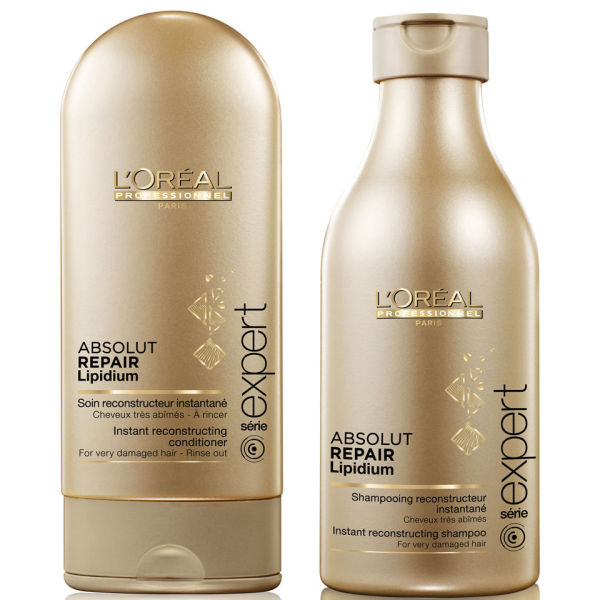 L'ORÉAL
PROFESSIONNEL
PARIS
ABSOLUT
REPAIR
Lipidium
Soin reconstructeur instantané
Cheveux très abîmés - À rincer
Instant reconstructing
conditioner
For very damaged hair - Rinse out
série expert
L'ORÉAL
PROFESSIONNEL
PARIS
ABSOLUT
REPAIR
Lipidium
Shampooing reconstructeur
instantané
Cheveux très abîmés
Instant reconstructing shampoo
For very damaged hair
série expert